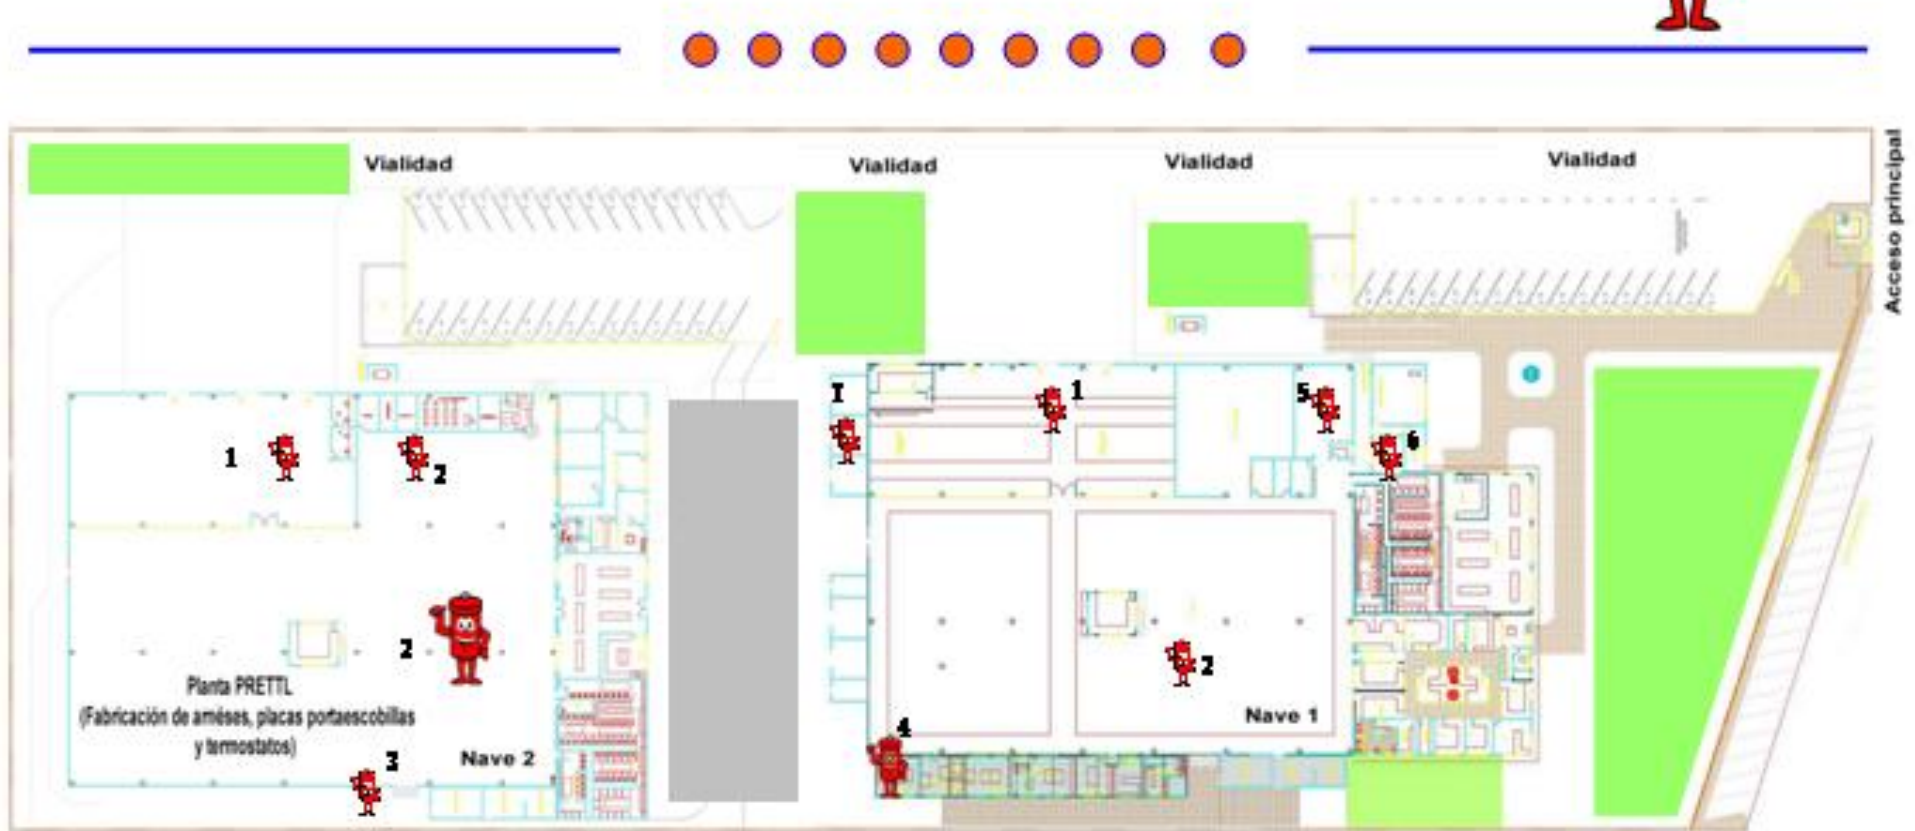 Vialidad
Vialidad
Vialidad
Vialidad
Acceso principal
1
2
1
1
5
6
2
2
Planta PRETTL
(Fabricación de arnéses, placas portaescobillas
y termostatos)
3
Nave 2
Nave 1
4